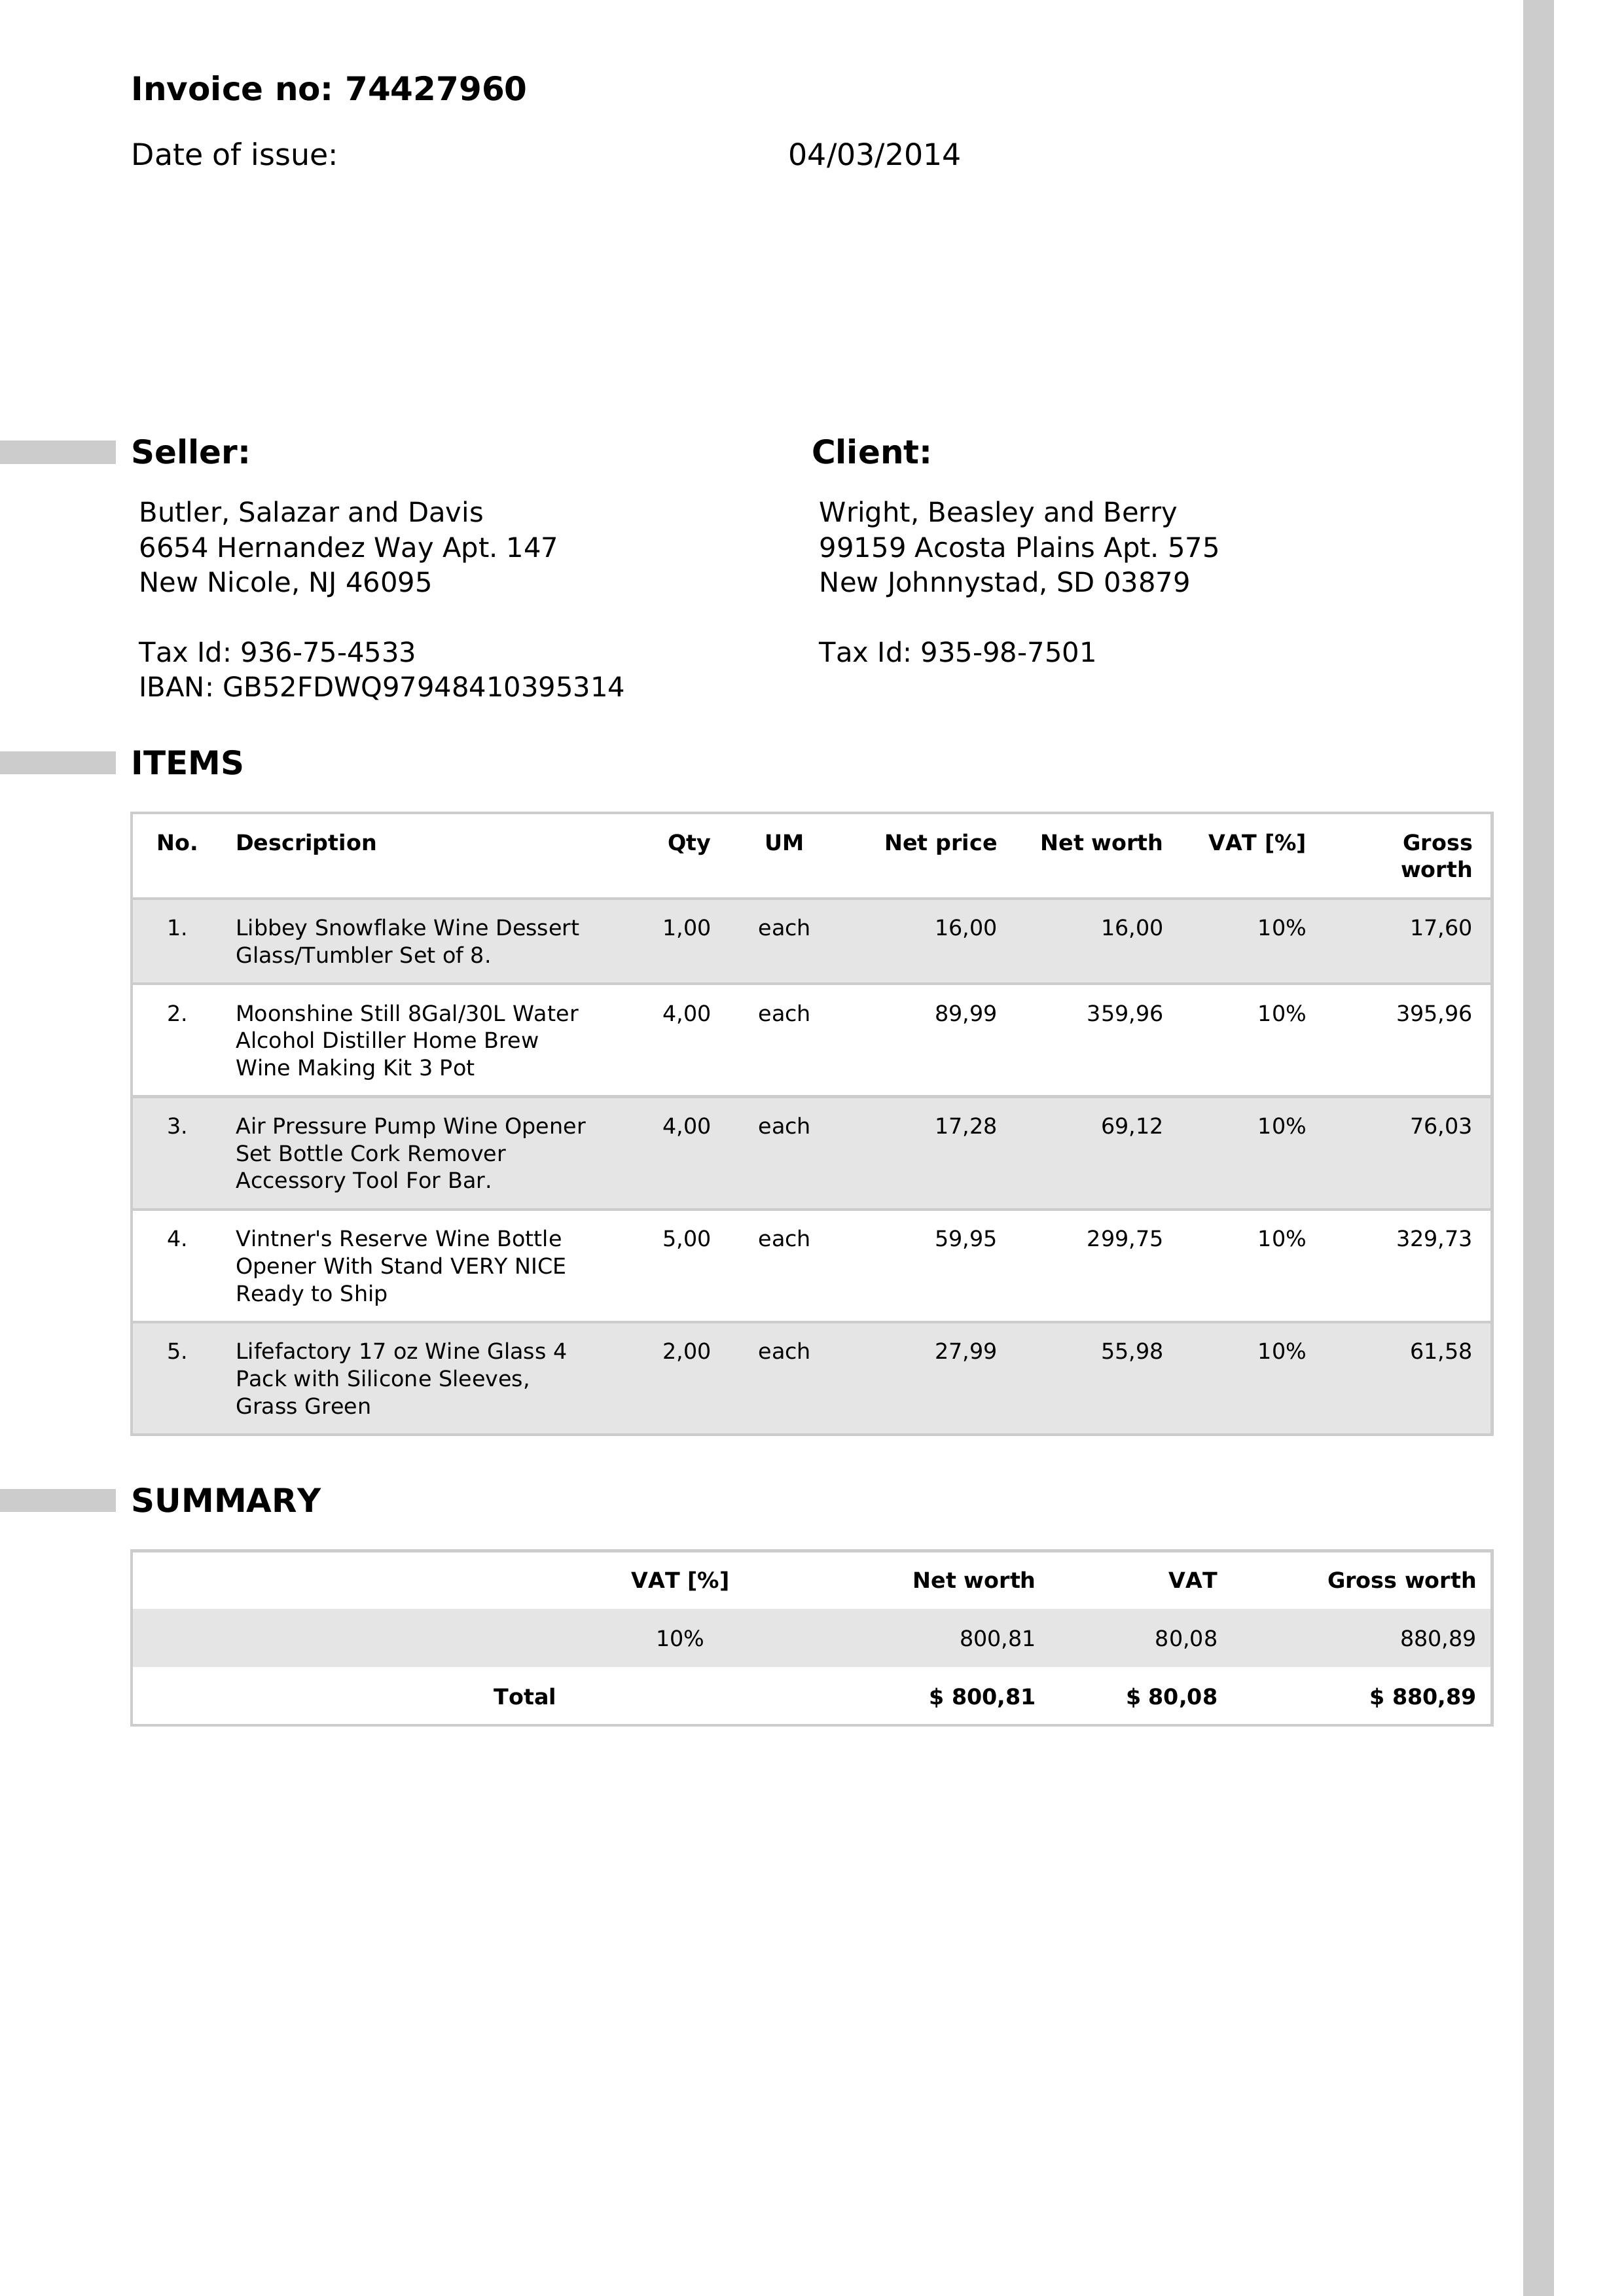 Invoice no: 74427960
Date of issue: 04/03/2014
Seller:
Butler, Salazar and Davis
6654 Hernandez Way Apt. 147
New Nicole, NJ 46095
Tax Id: 936-75-4533
IBAN: GB52FDWQ97948410395314
Client:
Wright, Beasley and Berry
99159 Acosta Plains Apt. 575
New Johnnystad, SD 03879
Tax Id: 935-98-7501
ITEMS
No. Description Qty UM Net price Net worth VAT [%] Gross
worth
1. Libbey Snowflake Wine Dessert 1,00 each 16,00 16,00 10% 17,60
Glass/Tumbler Set of 8.
2. Moonshine Still 8Gal/30L Water 4,00 each 89,99 359,96 10% 395,96
Alcohol Distiller Home Brew
Wine Making Kit 3 Pot
3. Air Pressure Pump Wine Opener 4,00 each 17,28 69,12 10% 76,03
Set Bottle Cork Remover
Accessory Tool For Bar.
4. Vintner's Reserve Wine Bottle 5,00 each 59,95 299,75 10% 329,73
Opener With Stand VERY NICE
Ready to Ship
5. Lifefactory 17 oz Wine Glass 4 2,00 each 27,99 55,98 10% 61,58
Pack with Silicone Sleeves,
Grass Green
SUMMARY
VAT [%] Net worth VAT Gross worth
10% 800,81 80,08 880,89
Total $ 800,81 $ 80,08 $ 880,89